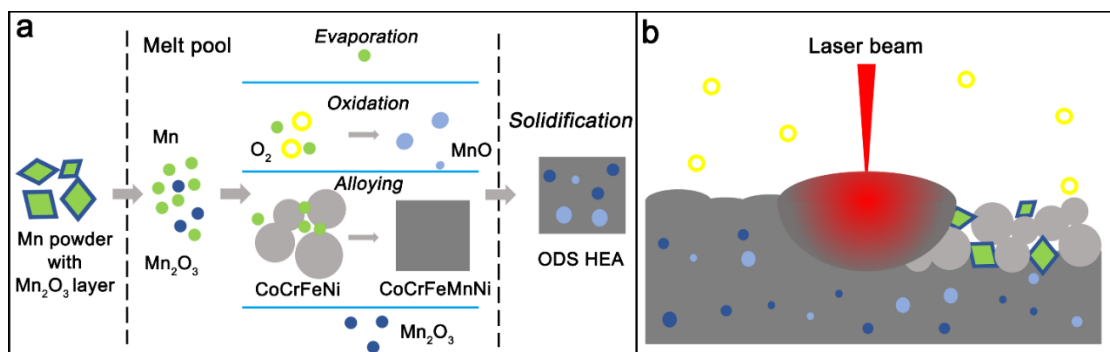 a
Melt pool
Evaporation
Oxidation
O₂
MnO
Mn
Alloying
CoCrFeNi
CoCrFeMnNi
Mn₂O₃
Mn₂O₃
Mn powder
with
Mn₂O₃ layer
Solidification
ODS HEA
b
Laser beam